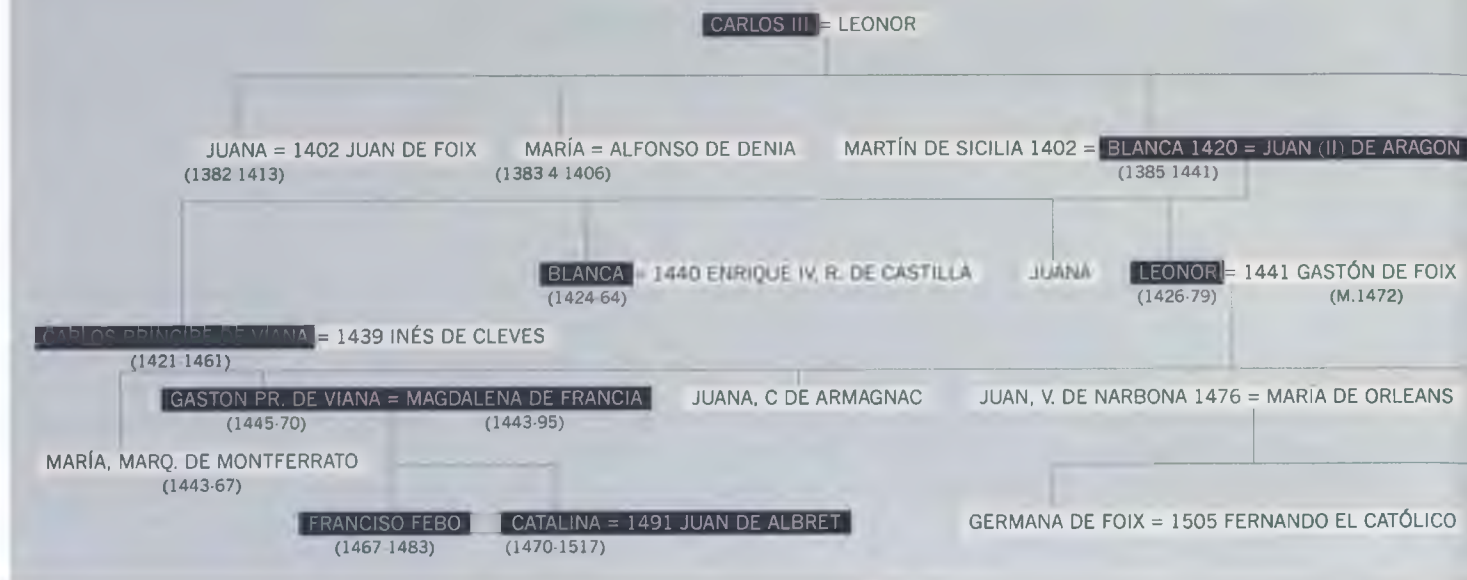 CARLOS III = LEONOR
JUANA = 1402 JUAN DE FOIX
(1382 1413)
MARÍA = ALFONSO DE DENIA
(1383 4 1406)
MARTÍN DE SICILIA 1402 = BLANCA 1420 = JUAN (II) DE ARAGON
(1385 1441)
BLANCA = 1440 ENRIQUE IV, R. DE CASTILLA
(1424-64)
JUANA
LEONOR = 1441 GASTÓN DE FOIX
(1426-79)
(M.1472)
CARLOS PRINCIPE DE VIANA = 1439 INÉS DE CLEVES
(1421-1461)
GASTON PR. DE VIANA = MAGDALENA DE FRANCIA
(1445-70)
(1443-95)
JUANA, C DE ARMAGNAC
JUAN, V. DE NARBONA 1476 = MARIA DE ORLEANS
MARÍA, MARQ. DE MONTFERRATO
(1443-67)
FRANCISO FEBO
(1467-1483)
CATALINA = 1491 JUAN DE ALBRET
(1470-1517)
GERMANA DE FOIX = 1505 FERNANDO EL CATÓLICO